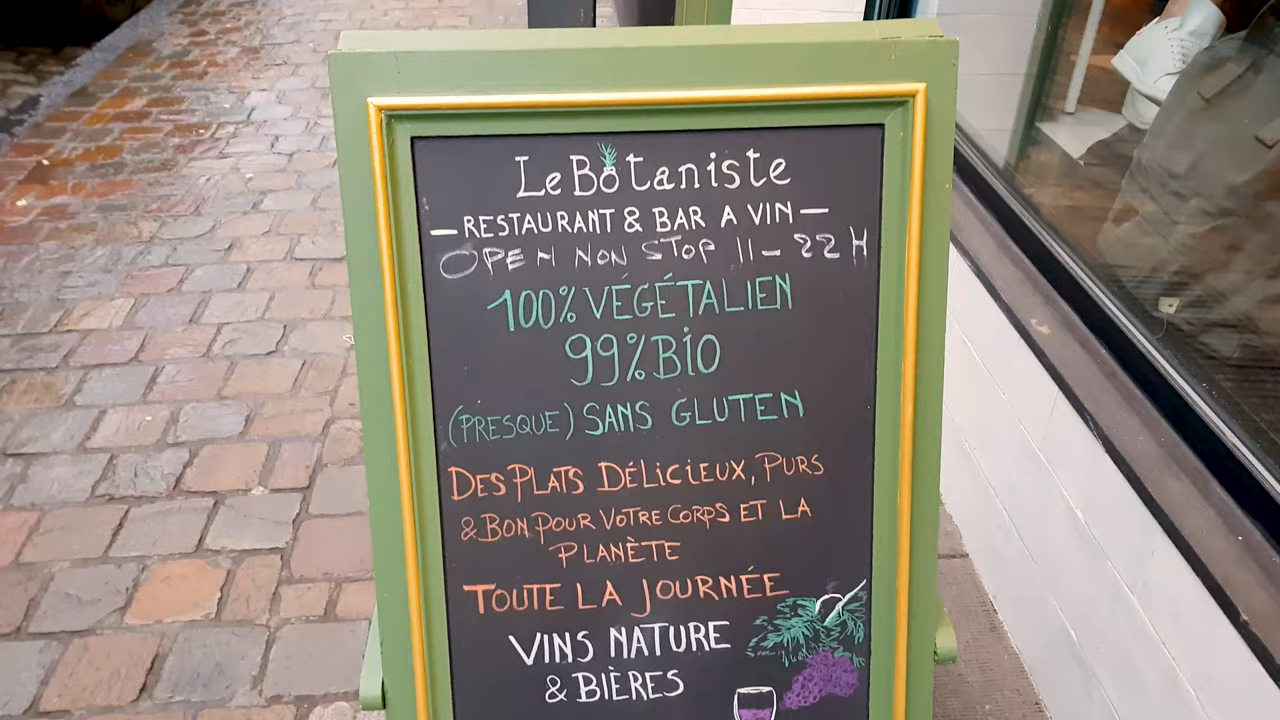 Le Botaniste
— RESTAURANT & BAR A VIN —
OPEN NON STOP 11 - 22 H
100% VÉGÉTALIEN
99% BIO
(PRESQUE) SANS GLUTEN
DES PLATS DÉLICIEUX, PURS
& BON POUR VOTRE CORPS ET LA
PLANÈTE
TOUTE LA JOURNÉE
VINS NATURE
& BIÈRES